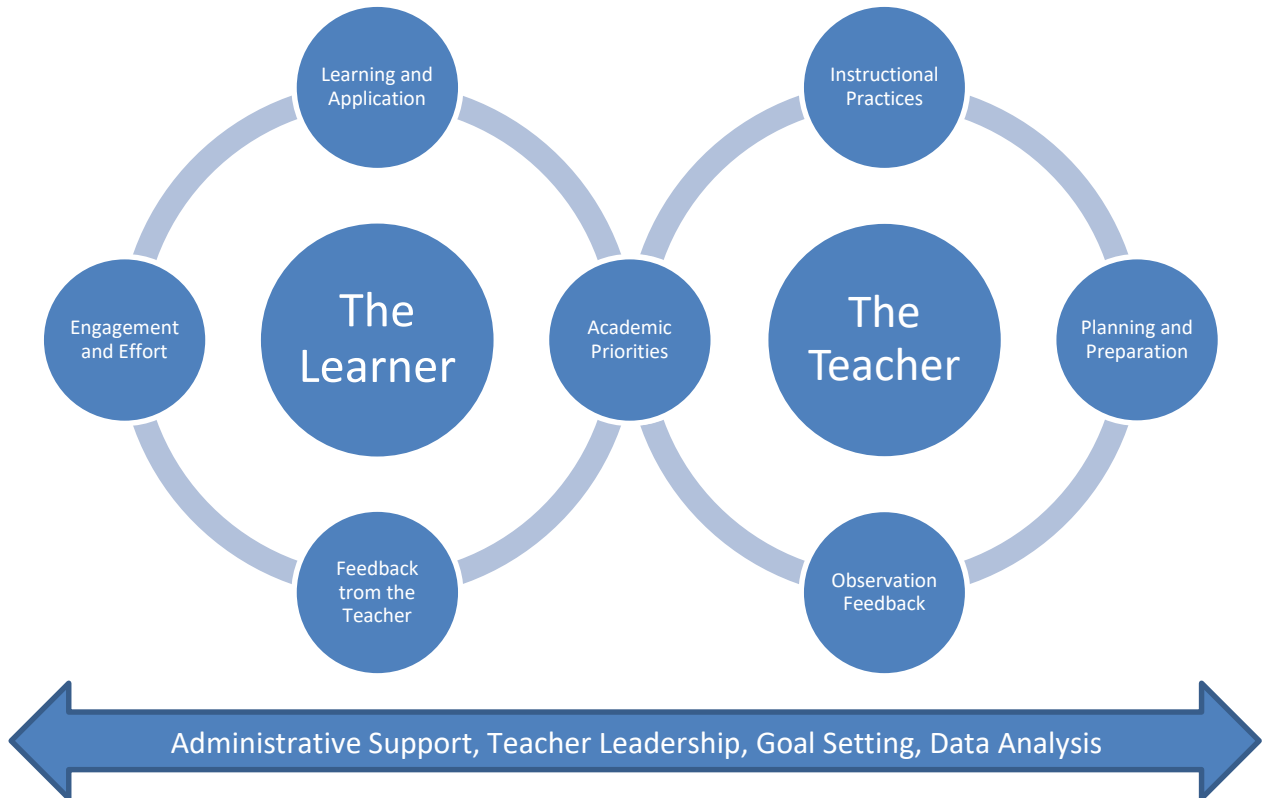 Learning and
Application
Instructional
Practices
Engagement
and Effort
The
Learner
Academic
Priorities
The
Teacher
Planning and
Preparation
Feedback
trom the
Teacher
Observation
Feedback
Administrative Support, Teacher Leadership, Goal Setting, Data Analysis